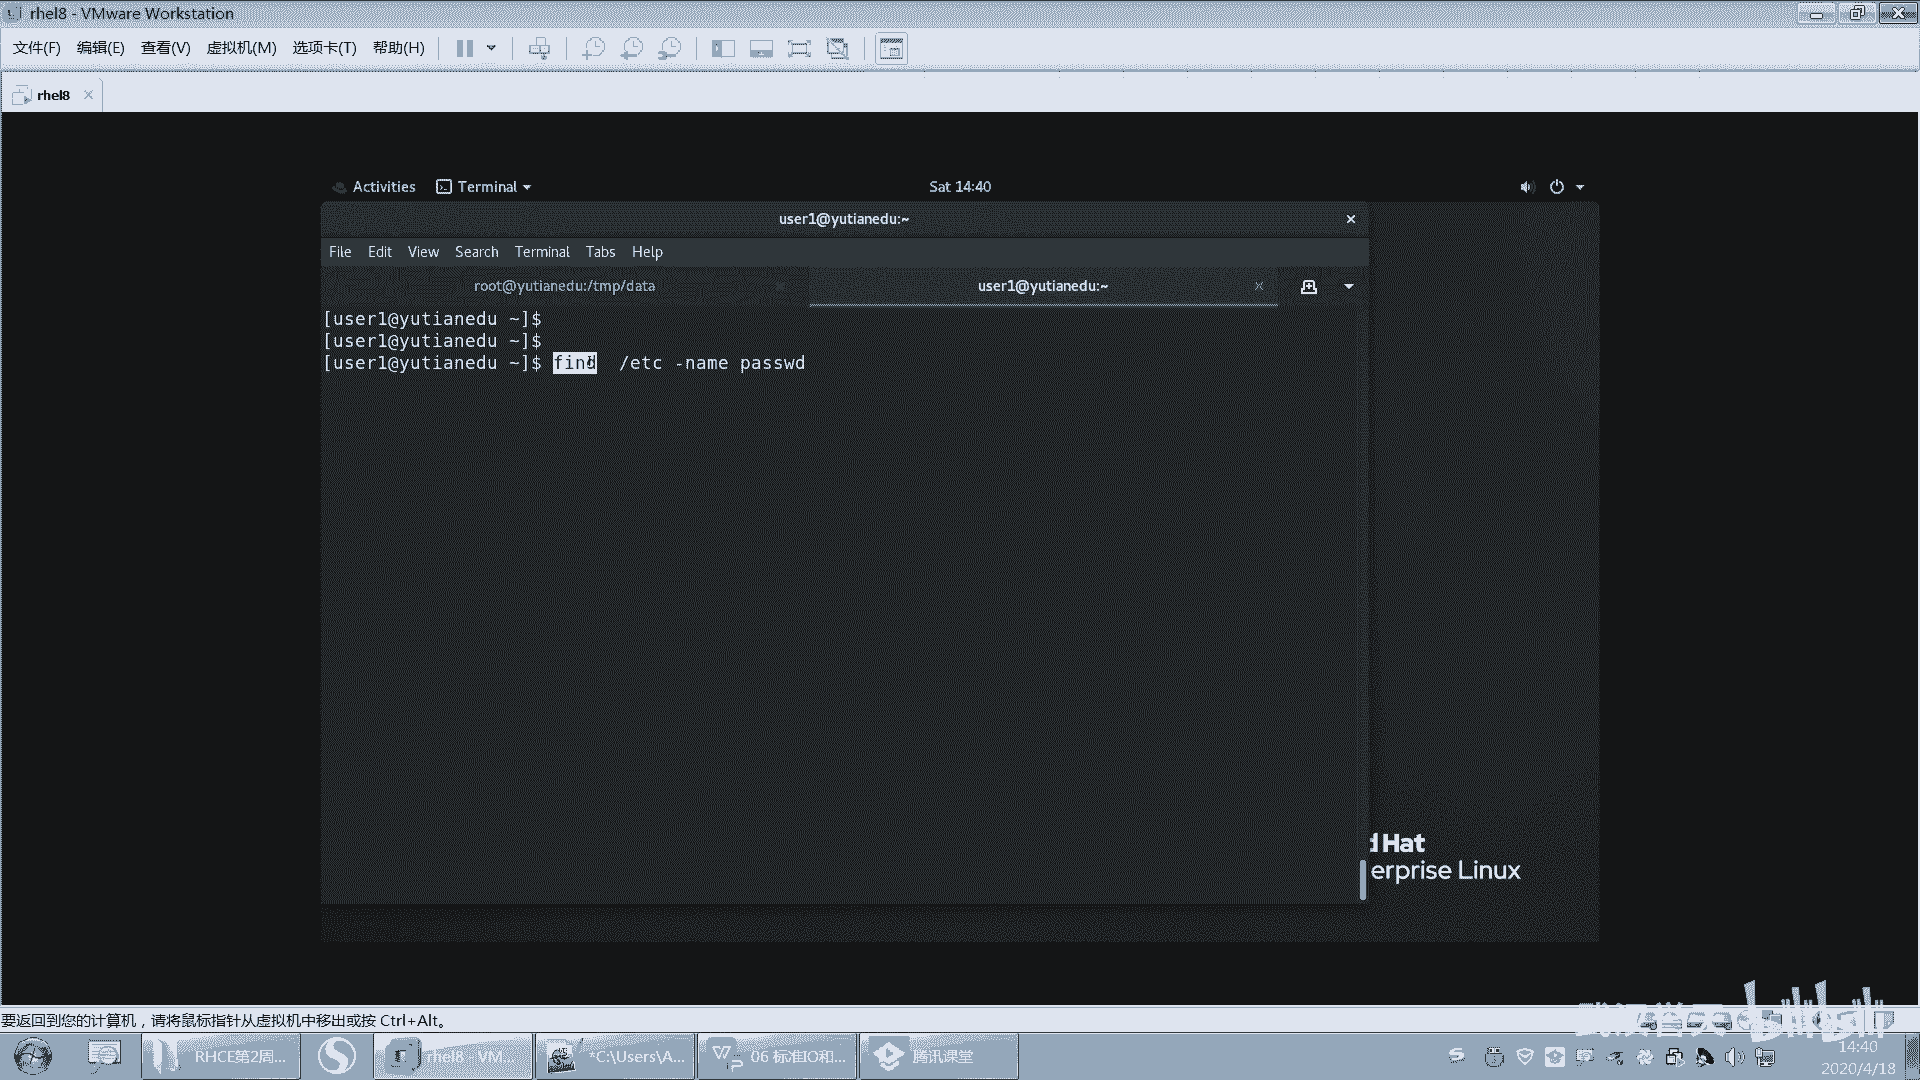 rhel8 - VMware Workstation
文件(F) 编辑(E) 查看(V) 虚拟机(M) 选项卡(T) 帮助(H)
rhel8
Activities Terminal Sat 14:40
user1@yutianedu:~
File Edit View Search Terminal Tabs Help
root@yutianedu:/tmp/data user1@yutianedu:~
[user1@yutianedu ~]$
[user1@yutianedu ~]$
[user1@yutianedu ~]$ find  /etc -name passwd
d Hat
erprise Linux
要返回到您的计算机，请将鼠标指针从虚拟机中移出或按 Ctrl+Alt。
bilibili
RHCE第2周... rhel8 - VM... *C:\Users\A... 06 标准IO和... 腾讯课堂
14:40
2020/4/18